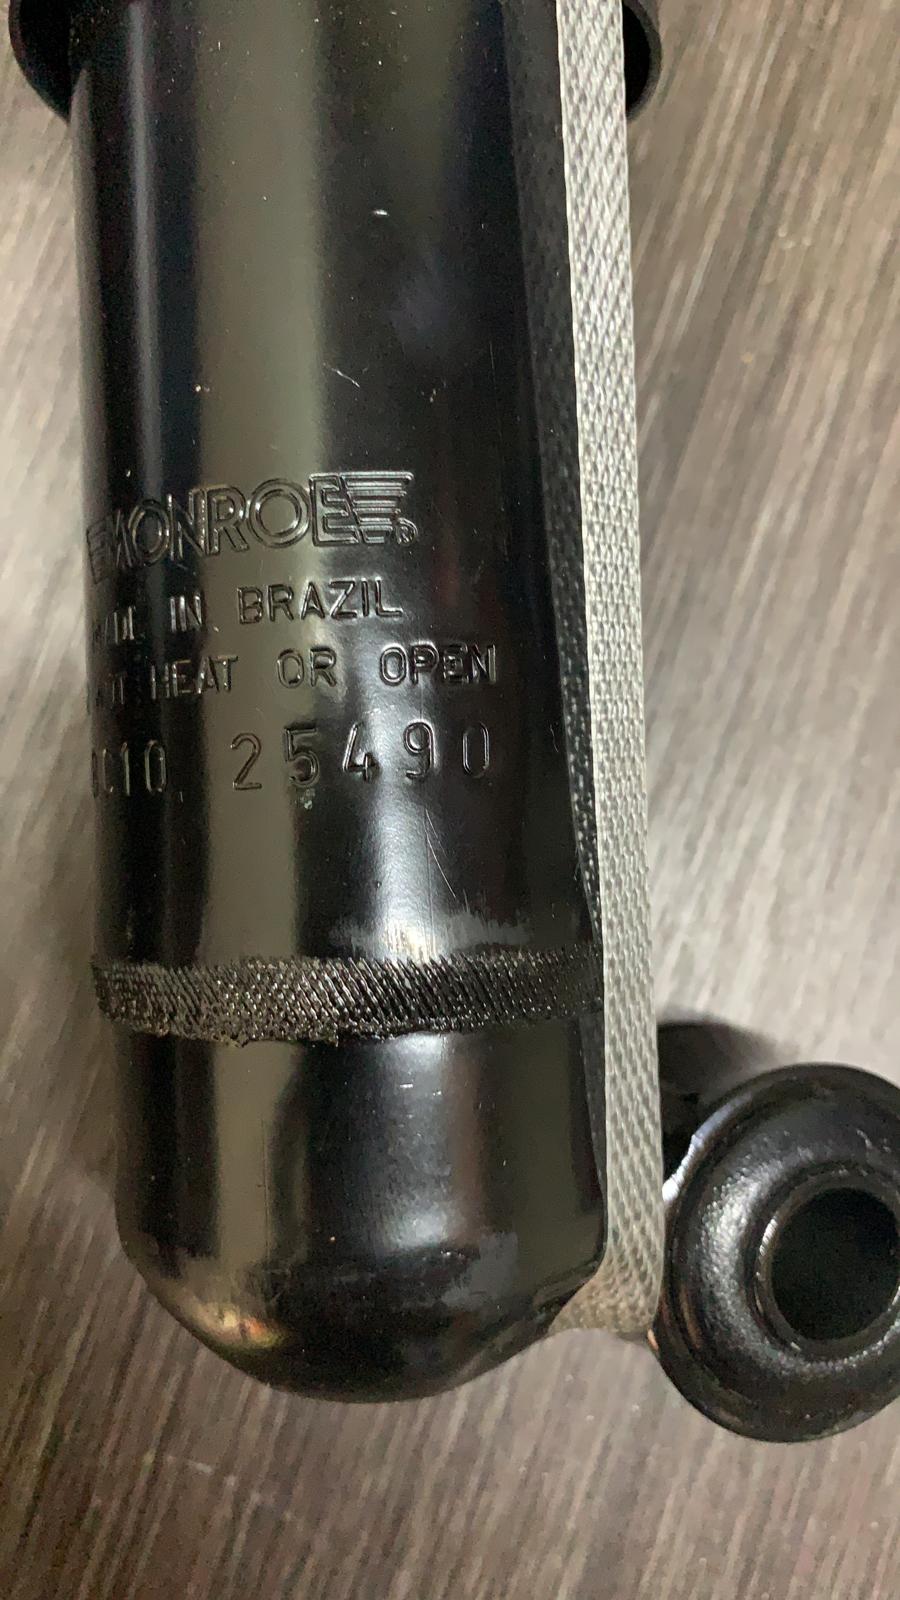 MONROE®
IN BRAZIL
HEAT OR OPEN
25490